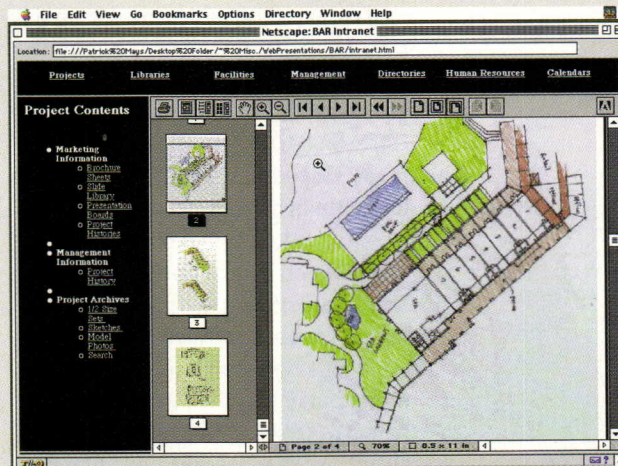 File Edit View Go Bookmarks Options Directory Window Help
Netscape: BAR Intranet
Location: file:///Patrick%20Mays/Desktop%20Folder/~%20Misc./WebPresentations/BAR/intranet.html
Projects Libraries Facilities Management Directories Human Resources Calendars
Project Contents
Marketing
Information
Brochure
Sheets
Slide
Library
Presentation
Boards
Project
Histories
Management
Information
Project
History
Project Archives
1/2 Size
Sets
Sketches
Model
Photos
Search
2
3
4
Page 2 of 4 70% 8.5 x 11 in